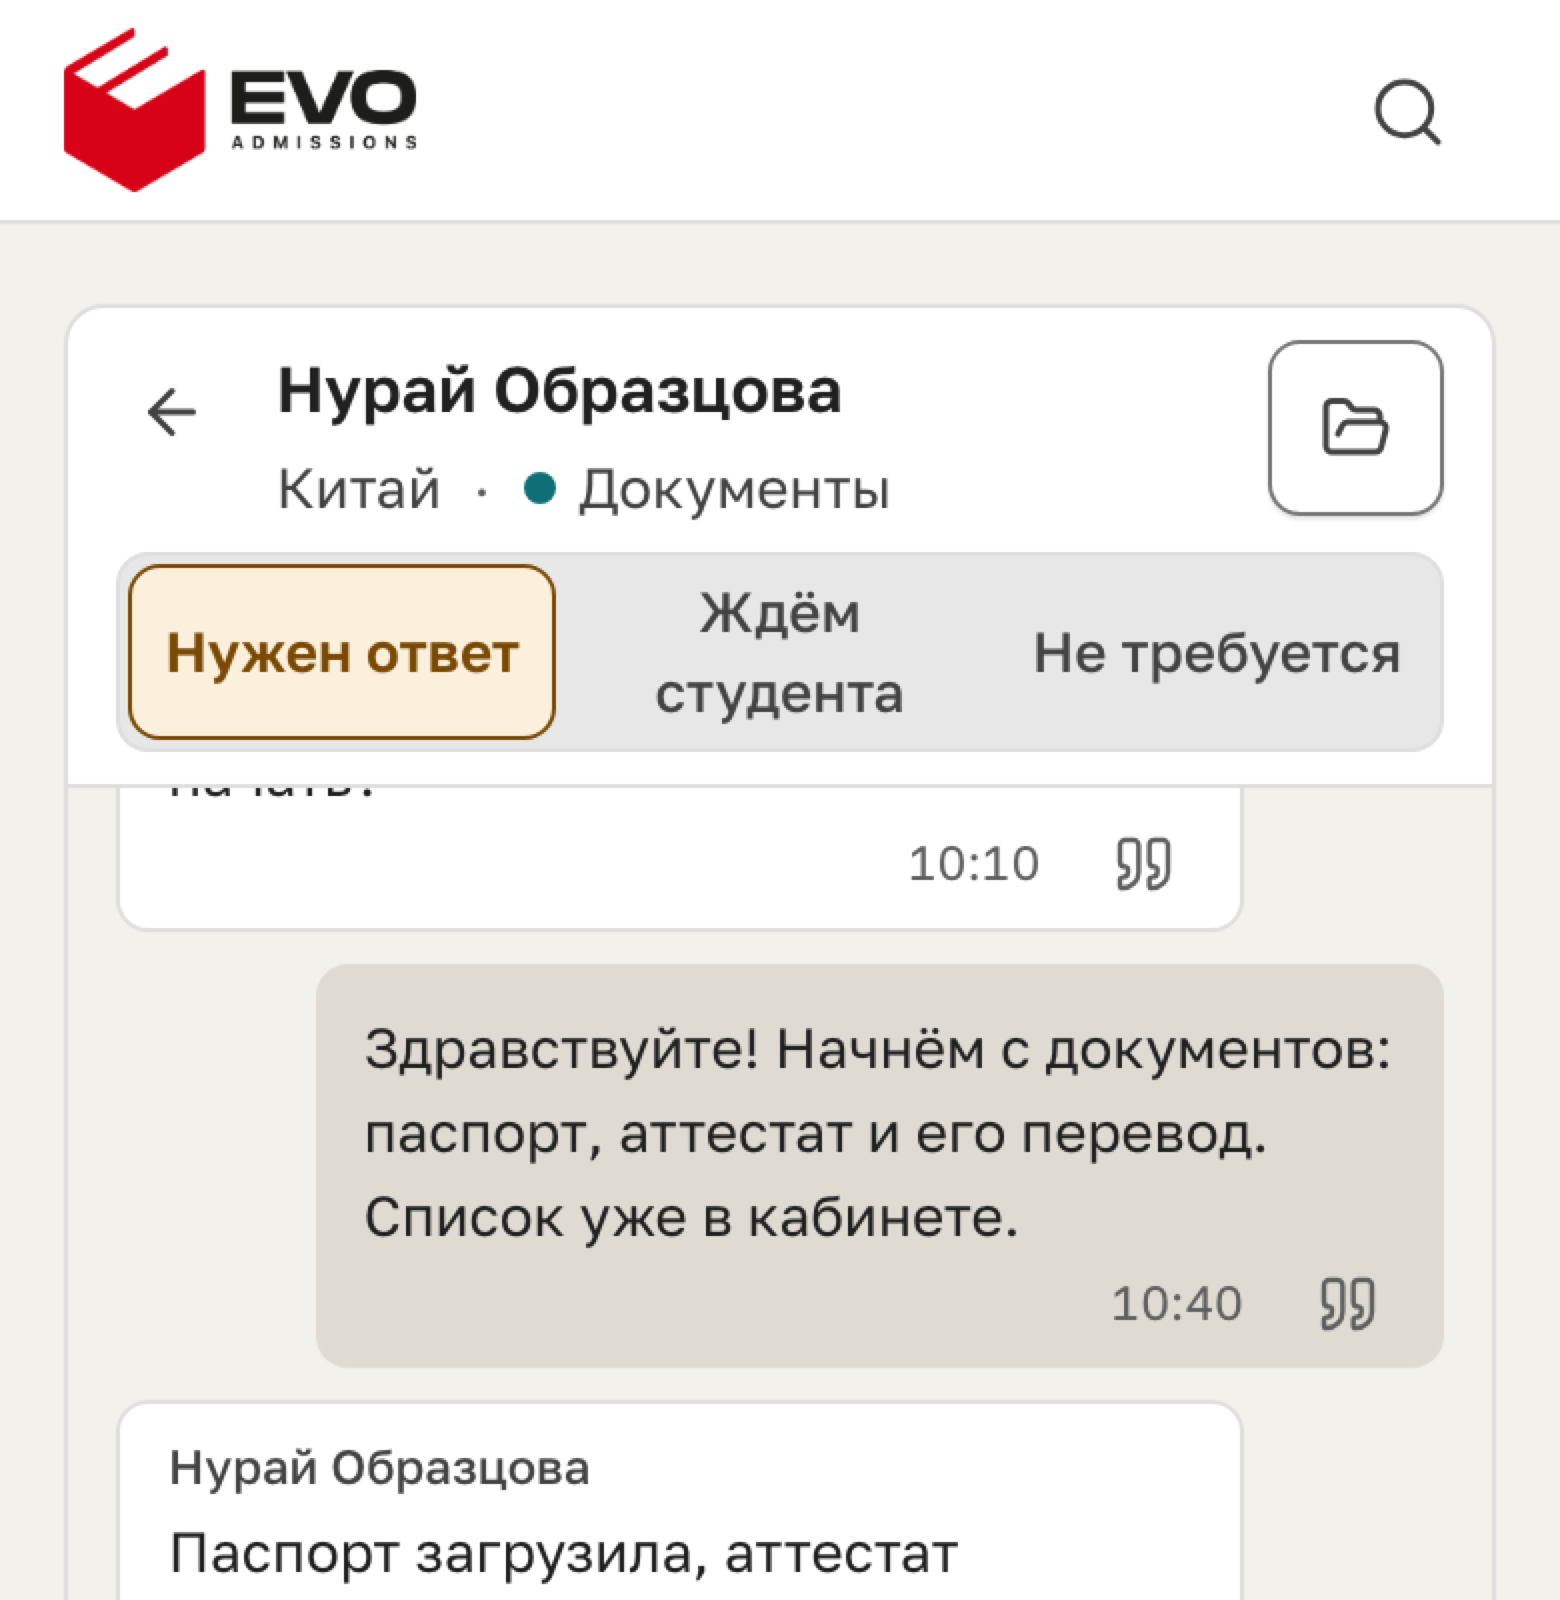 EVO
ADMISSIONS
Нурай Образцова
Китай · Документы
Нужен ответ
Ждём
студента
Не требуется
10:10
Здравствуйте! Начнём с документов:
паспорт, аттестат и его перевод.
Список уже в кабинете.
10:40
Нурай Образцова
Паспорт загрузила, аттестат